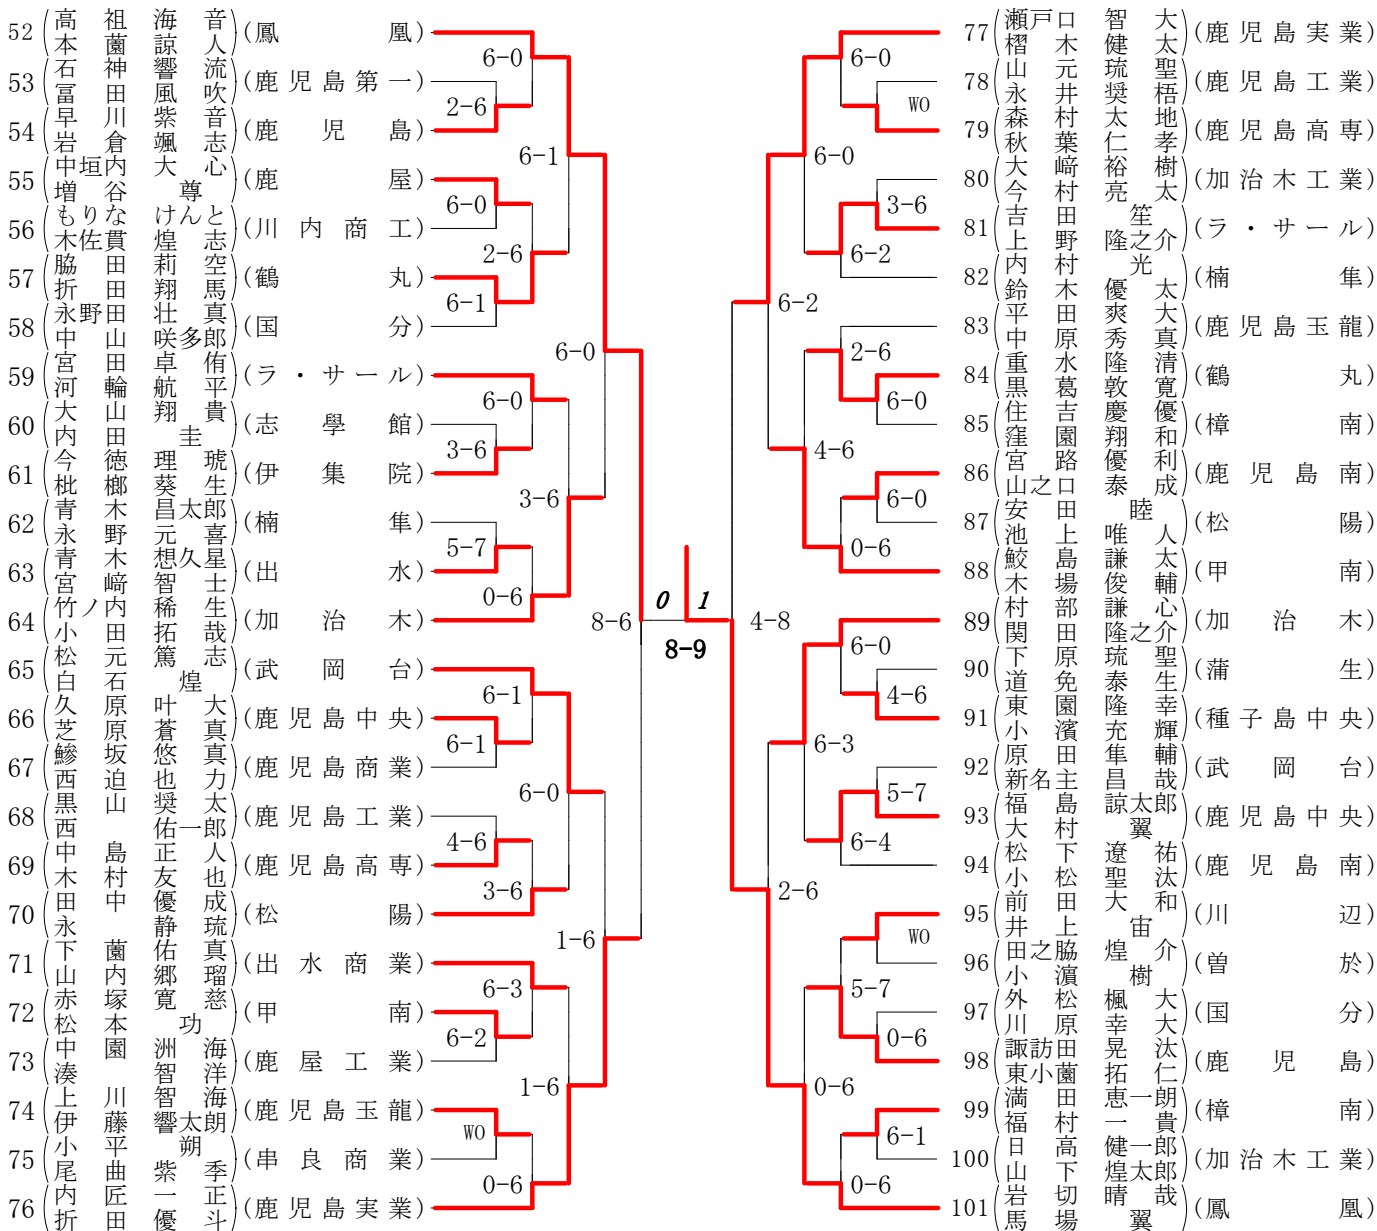 52 高祖海音 本薗諒人 (鳳凰)
53 石神響流 冨田風吹 (鹿児島第一)
54 早川紫音 岩倉颯志 (鹿児島)
55 中垣内大心 増谷尊 (鹿屋)
56 もりなけんと 木佐貫煌志 (川内商工)
57 脇田莉空 折田翔馬 (鶴丸)
58 永野田壮真 中山咲多郎 (国分)
59 宮田卓侑 河輪航平 (ラ・サール)
60 大山翔貴 内田圭 (志學館)
61 今徳理琥 枇榔葵生 (伊集院)
62 青木昌太郎 永野元喜 (楠隼)
63 青木想久星 宮﨑智士 (出水)
64 竹ノ内稀生 小田拓哉 (加治木)
65 松元篤志 白石煌 (武岡台)
66 久原叶大 芝原蒼真 (鹿児島中央)
67 鰺坂悠真 西迫也力 (鹿児島商業)
68 黒山奨太 西佑一郎 (鹿児島工業)
69 中島正人 木村友也 (鹿児島高専)
70 田中優成 永静琉 (松陽)
71 下薗佑真 山内郷瑠 (出水商業)
72 赤塚寛慈 松本功 (甲南)
73 中園洲海 湊智洋 (鹿屋工業)
74 上川智海 伊藤響太朗 (鹿児島玉龍)
75 小平朔 尾曲紫季 (串良商業)
76 内匠一正 折田優斗 (鹿児島実業)
6-0
2-6
6-1
6-0
2-6
6-1
6-0
6-0
3-6
3-6
5-7
0-6
8-6
6-1
6-1
6-0
4-6
3-6
1-6
6-3
6-2
1-6
WO
0-6
0 1
8-9
77 瀬戸口智大 槢木健太 (鹿児島実業)
78 山元琉聖 永井奨梧 (鹿児島工業)
79 森村太地 秋葉仁孝 (鹿児島高専)
80 大﨑裕樹 今村亮太 (加治木工業)
81 吉田笙 上野隆之介 (ラ・サール)
82 内村光 鈴木優太 (楠隼)
83 平田爽大 中原秀真 (鹿児島玉龍)
84 重水隆清 黒葛敦寛 (鶴丸)
85 住吉慶優 窪園翔和 (樟南)
86 宮路優利 山之口泰成 (鹿児島南)
87 安田睦 池上唯人 (松陽)
88 鮫島謙太 木場俊輔 (甲南)
89 村部謙心 関田隆之介 (加治木)
90 下原琉聖 道免泰生 (蒲生)
91 東園隆幸 小濱充輝 (種子島中央)
92 原田隼輔 新名主昌哉 (武岡台)
93 福島諒太郎 大村翼 (鹿児島中央)
94 松下遼祐 小松聖汰 (鹿児島南)
95 前田大和 井上宙 (川辺)
96 田之脇煌介 小濵樹 (曽於)
97 外松楓大 川原幸大 (国分)
98 諏訪田晃汰 東小薗拓仁 (鹿児島)
99 満田恵一朗 福村一貴 (樟南)
100 日高健一郎 山下煌太郎 (加治木工業)
101 岩切晴哉 馬場翼 (鳳凰)
6-0
WO
6-0
3-6
6-2
6-2
2-6
6-0
4-6
6-0
0-6
4-8
6-0
4-6
6-3
5-7
6-4
2-6
WO
5-7
0-6
0-6
6-1
0-6